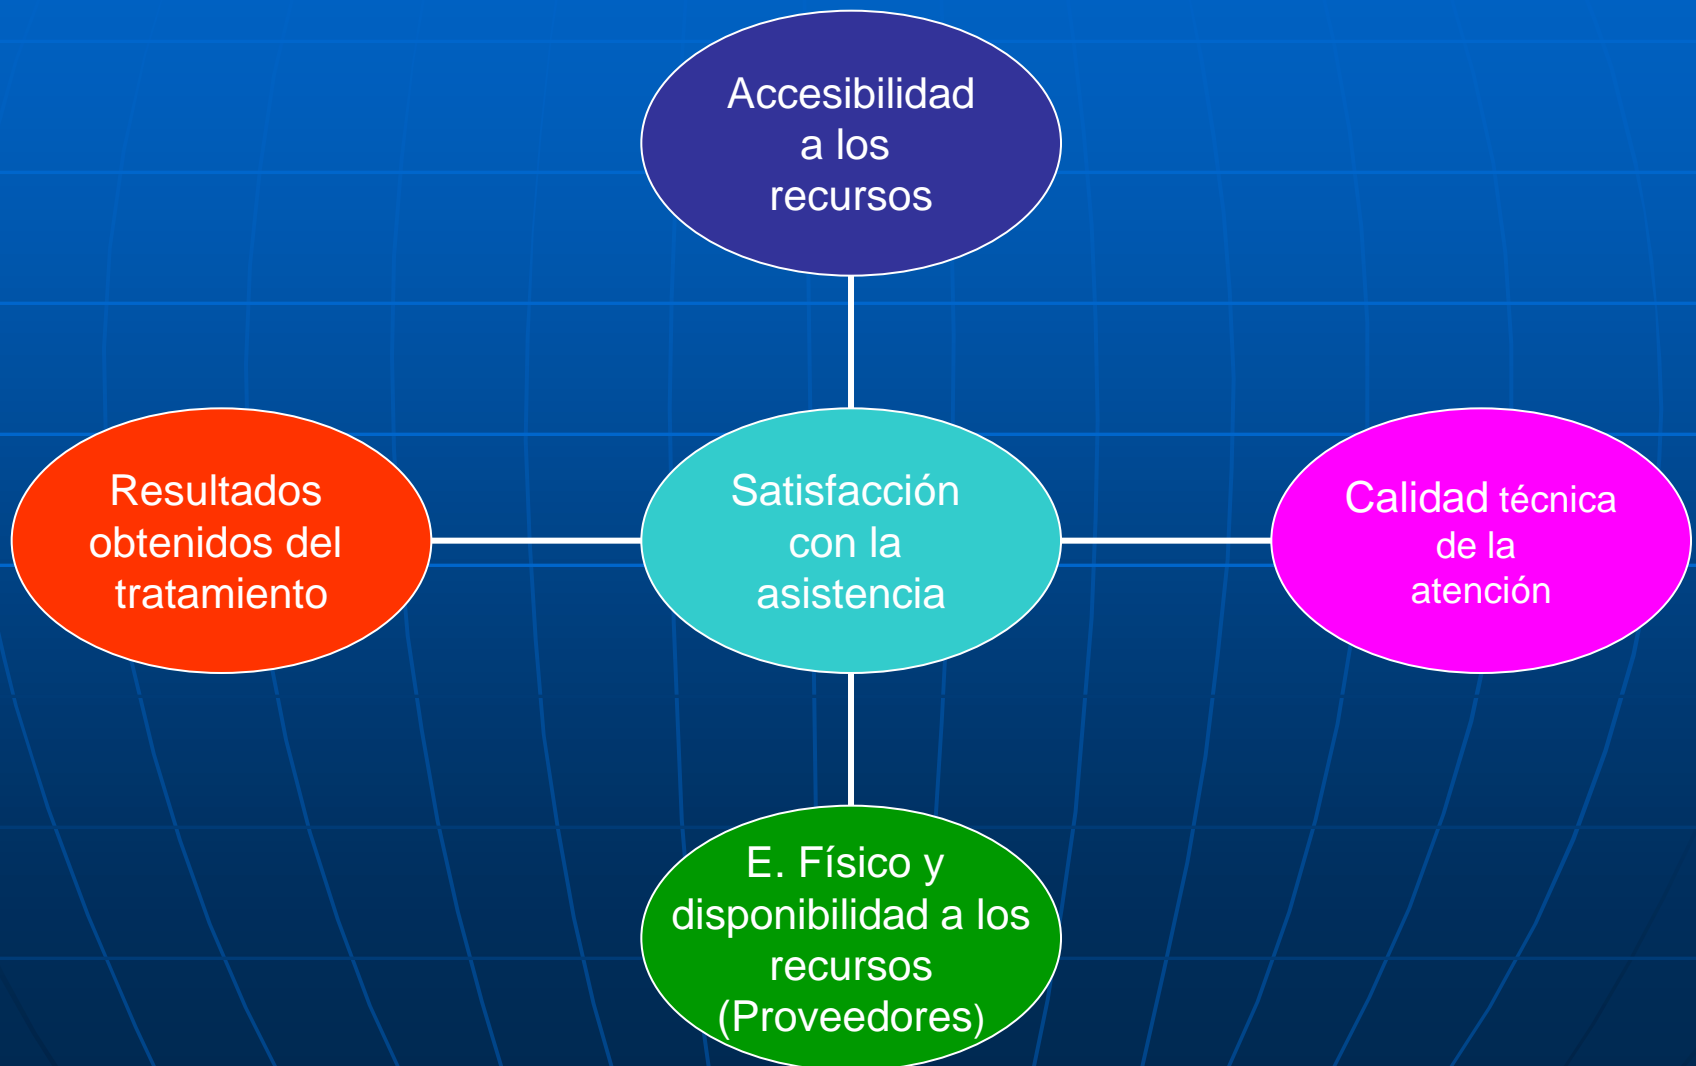 Accesibilidad
a los
recursos
Resultados
obtenidos del
tratamiento
Satisfacción
con la
asistencia
Calidad técnica
de la
atención
E. Físico y
disponibilidad a los
recursos
(Proveedores)